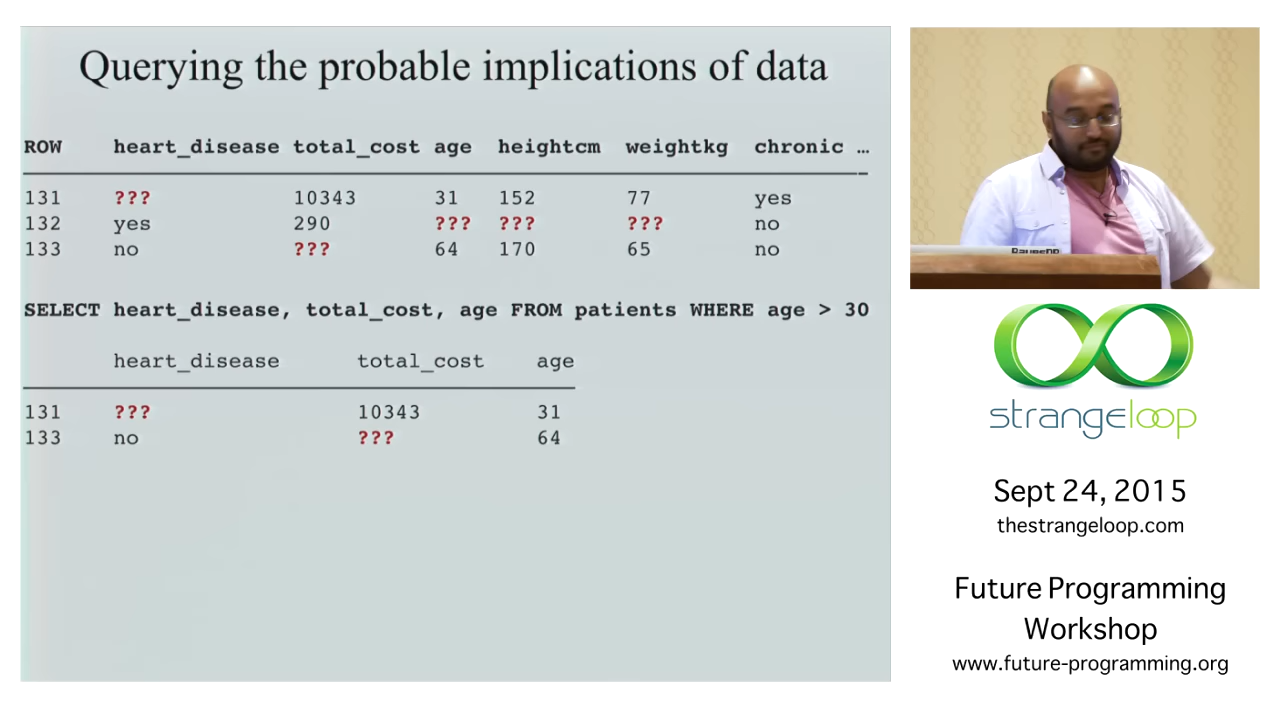 Querying the probable implications of data
ROW heart_disease total_cost age heightcm weightkg chronic …
131 ??? 10343 31 152 77 yes
132 yes 290 ??? ??? ??? no
133 no ??? 64 170 65 no
SELECT heart_disease, total_cost, age FROM patients WHERE age > 30
heart_disease total_cost age
131 ??? 10343 31
133 no ??? 64
strangeloop
Sept 24, 2015
thestrangeloop.com
Future Programming
Workshop
www.future-programming.org